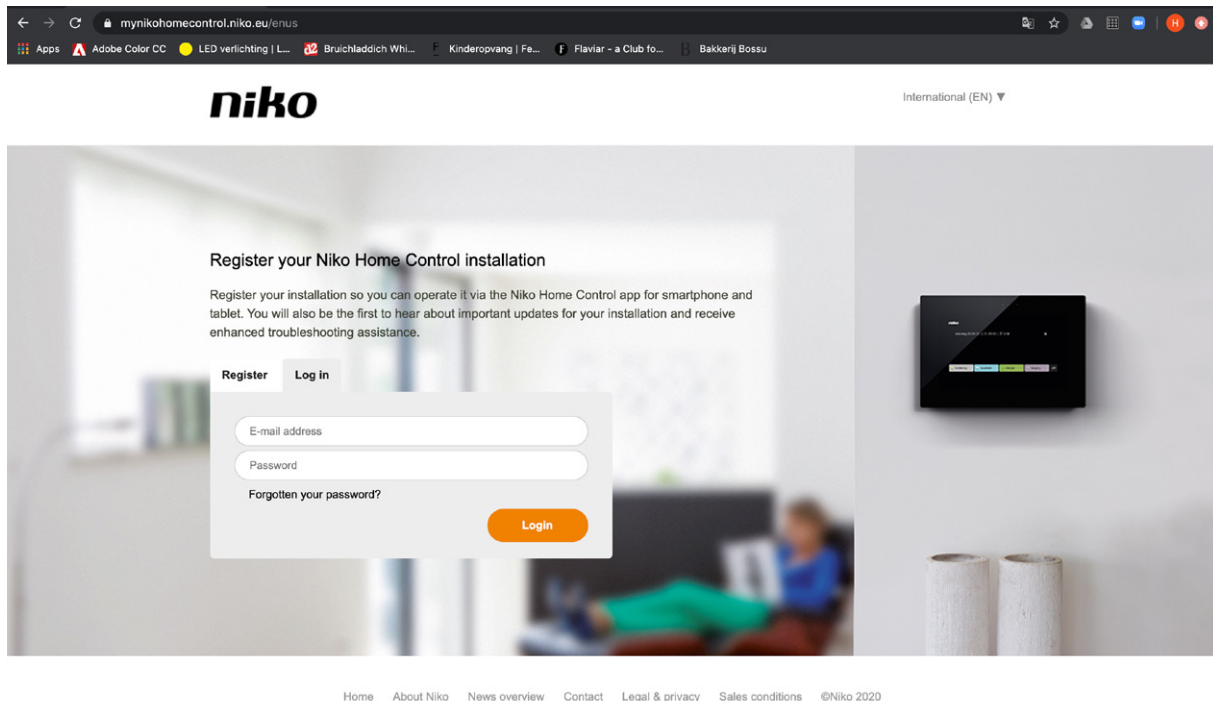 mynikohomecontrol.niko.eu/enus
Apps Adobe Color CC LED verlichting | L... Bruichladdich Whi... Kinderopvang | Fe... Flaviar - a Club fo... Bakkerij Bossu
niko
International (EN) ▼
Register your Niko Home Control installation
Register your installation so you can operate it via the Niko Home Control app for smartphone and
tablet. You will also be the first to hear about important updates for your installation and receive
enhanced troubleshooting assistance.
Register Log in
E-mail address
Password
Forgotten your password?
Login
Home About Niko News overview Contact Legal & privacy Sales conditions ©Niko 2020